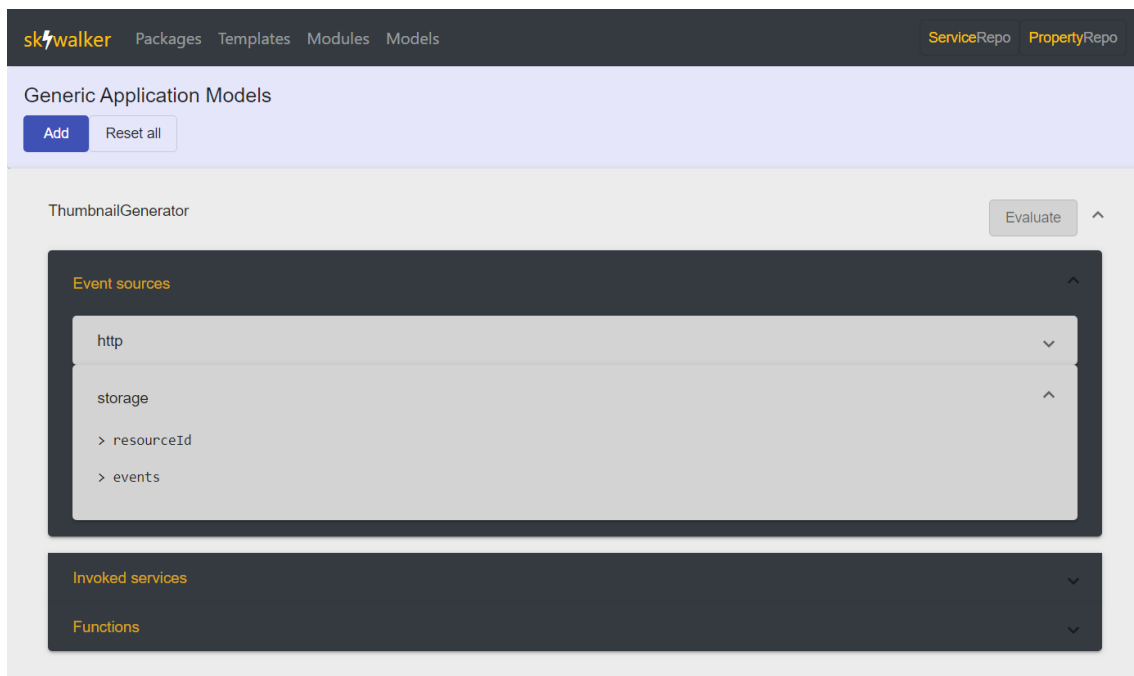 skywalker Packages Templates Modules Models ServiceRepo PropertyRepo
Generic Application Models
Add Reset all
ThumbnailGenerator Evaluate
Event sources
http
storage
> resourceId
> events
Invoked services
Functions